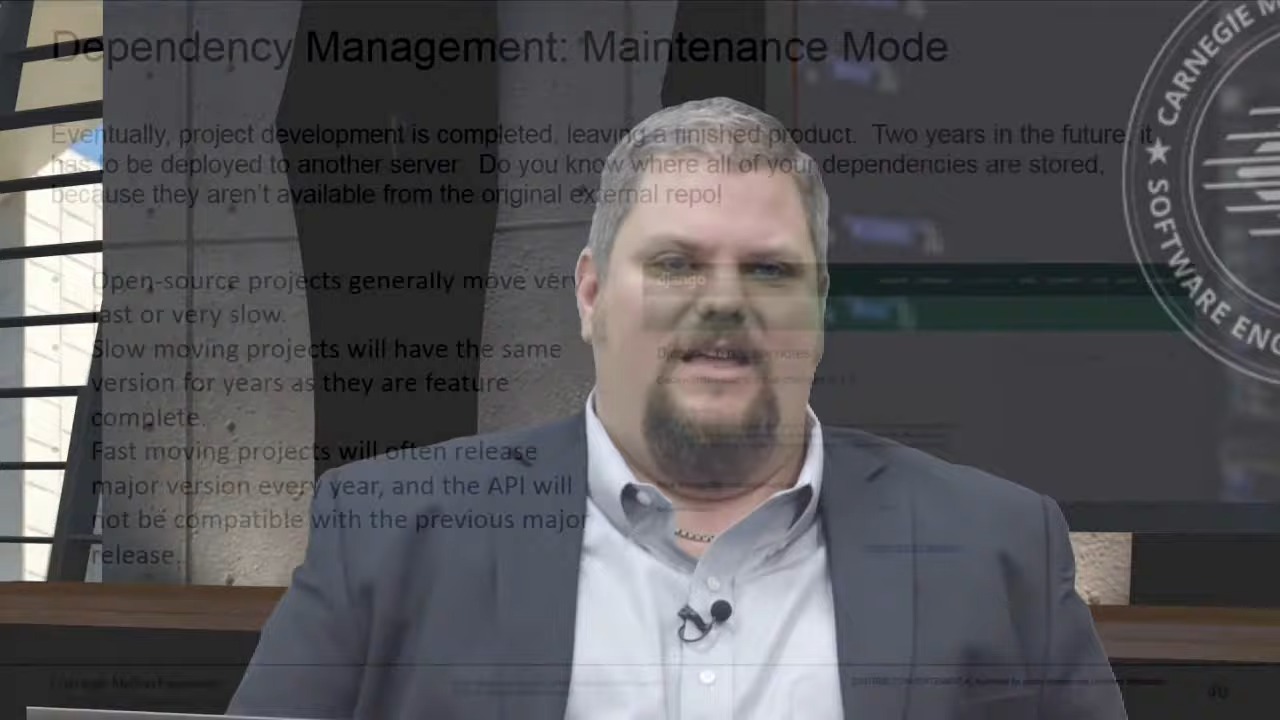 Dependency Management: Maintenance Mode
Eventually, project development is completed, leaving a finished product. Two years in the future, it
has to be deployed to another server Do you know where all of your dependencies are stored,
because they aren't available from the original external repo!
Open-source projects generally move very
fast or very slow.
Slow moving projects will have the same
version for years as they are feature
complete.
Fast moving projects will often release
major version every year, and the API will
not be compatible with the previous major
release.
django
CARNEGIE
SOFTWARE
40